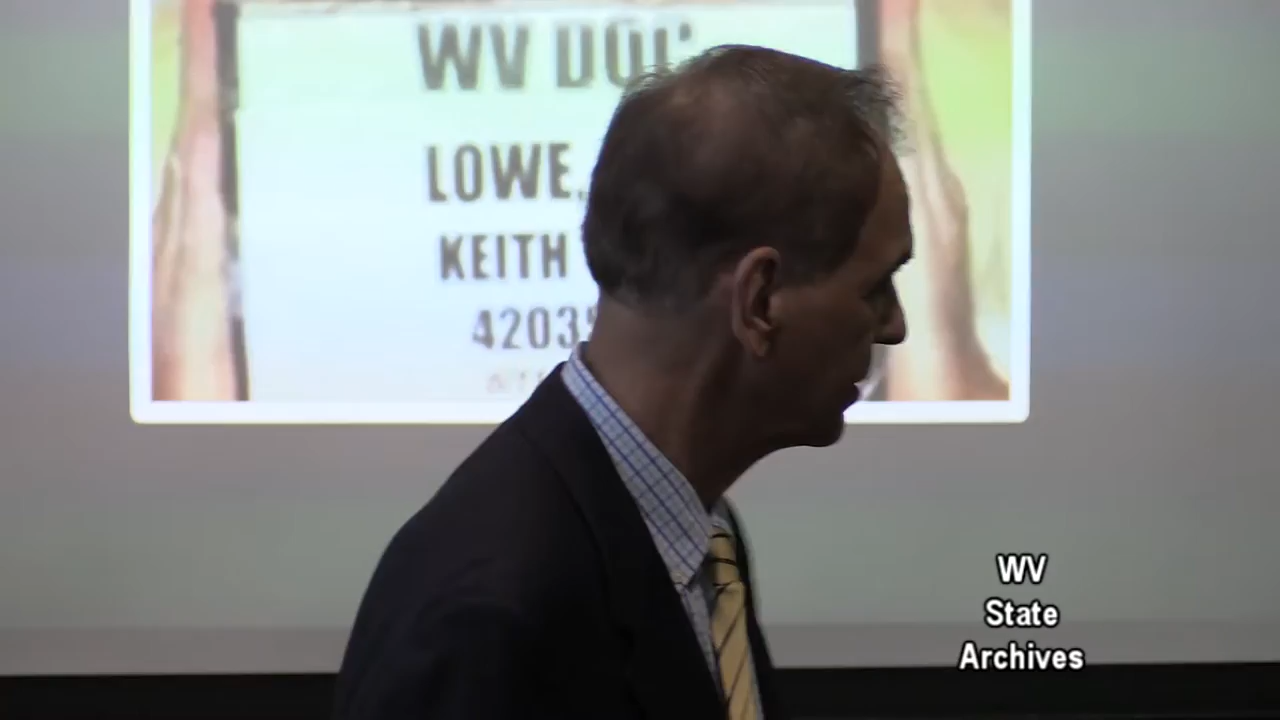 WV DOC
LOWE,
KEITH
4203
WV
State
Archives